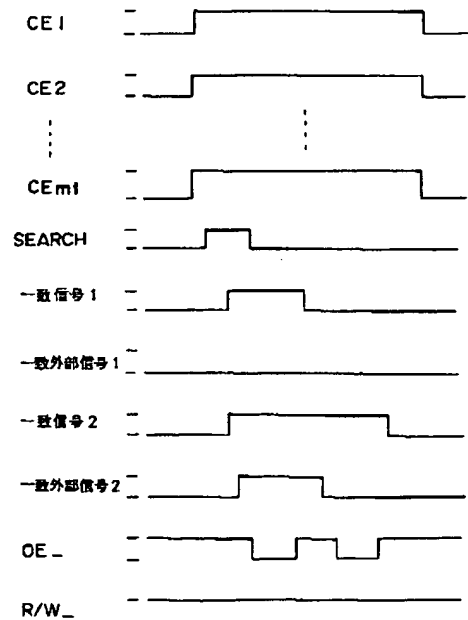 CE1
CE2
CEm1
SEARCH
一致信号1
一致外部信号1
一致信号2
一致外部信号2
OE_
R/W_